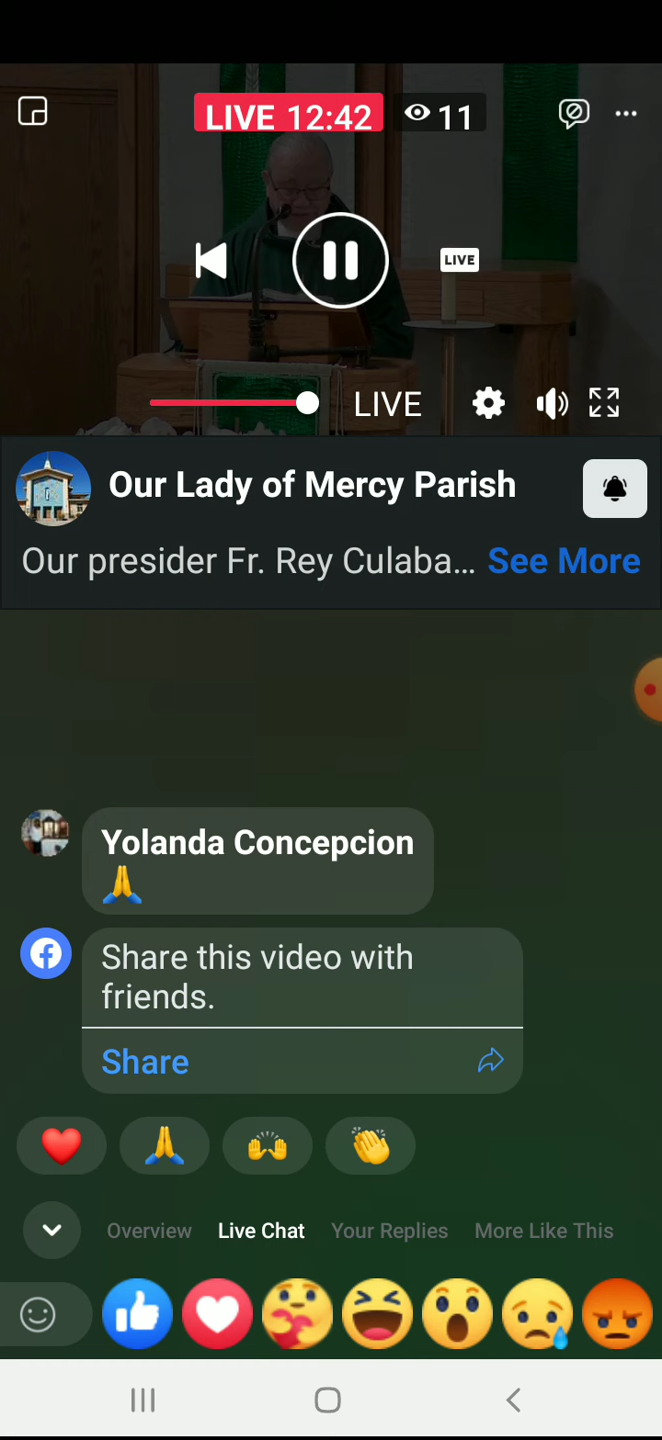 LIVE 12:42
11
LIVE
LIVE
Our Lady of Mercy Parish
Our presider Fr. Rey Culaba... See More
Yolanda Concepcion
🙏
Share this video with
friends.
Share
Overview Live Chat Your Replies More Like This